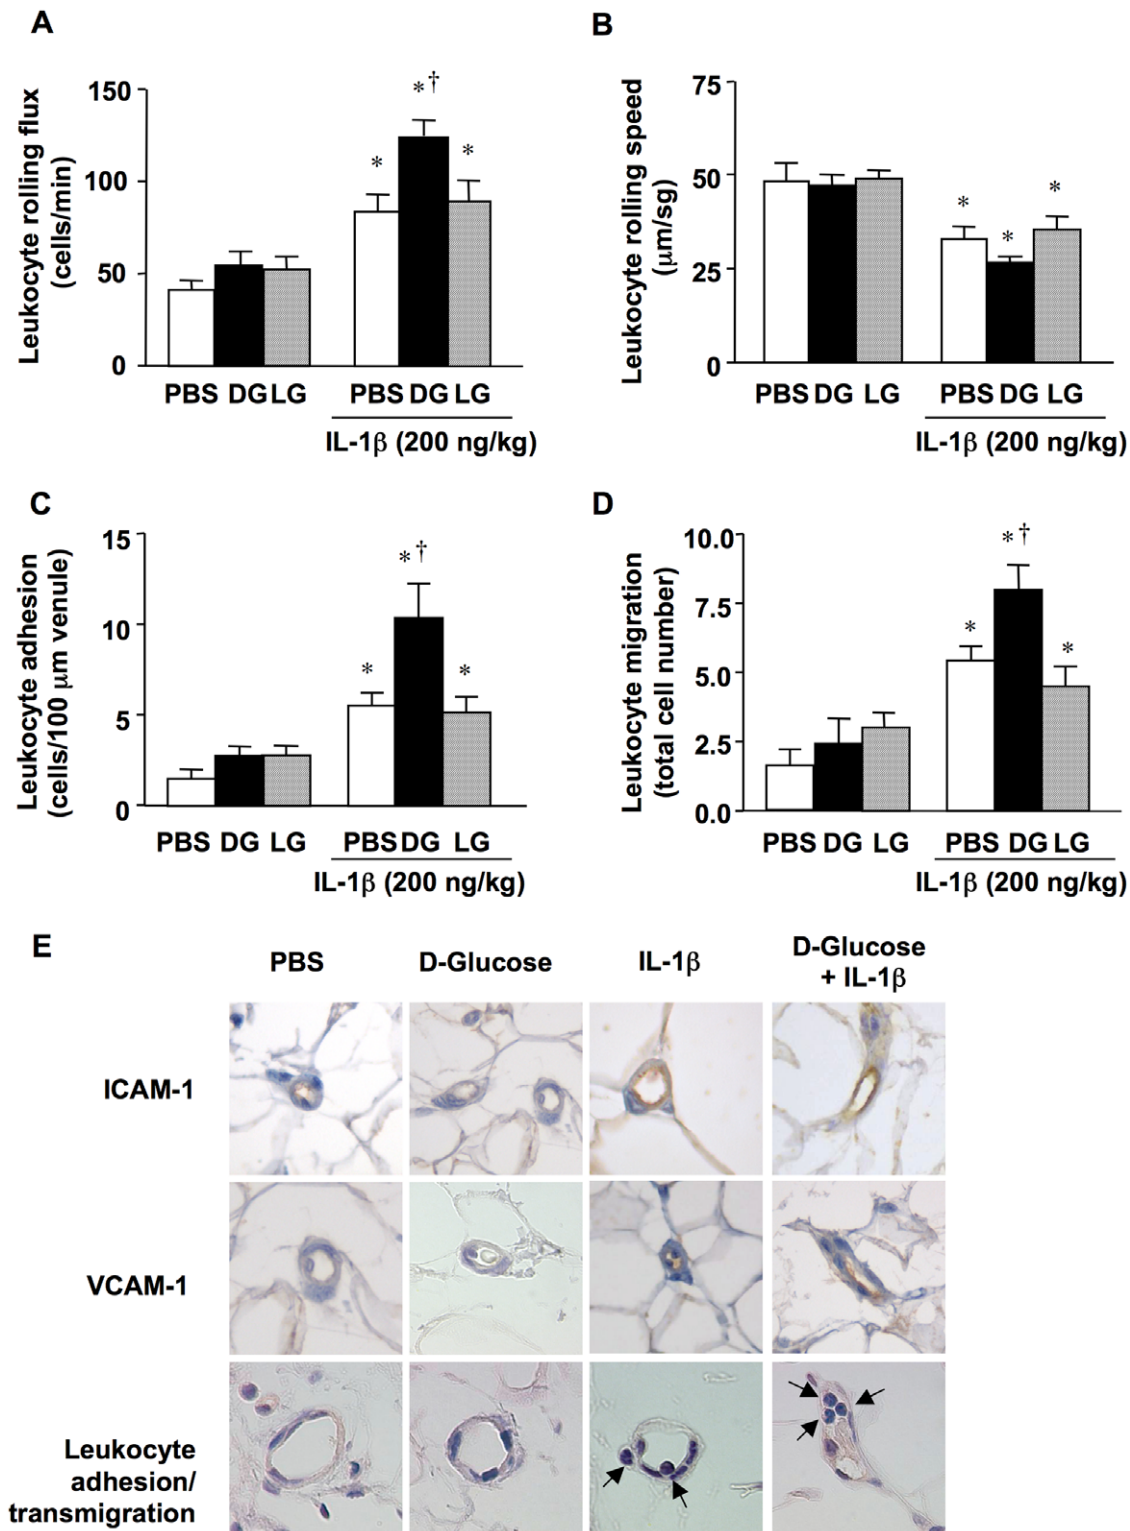 A
Leukocyte rolling flux
(cells/min)
150
100
50
0
*
*†
*
PBS DG LG
PBS DG LG
IL-1β (200 ng/kg)
B
Leukocyte rolling speed
(μm/sg)
75
50
25
0
*
*
*
PBS DG LG
PBS DG LG
IL-1β (200 ng/kg)
C
Leukocyte adhesion
(cells/100 μm venule)
15
10
5
0
*
*†
*
PBS DG LG
PBS DG LG
IL-1β (200 ng/kg)
D
Leukocyte migration
(total cell number)
10.0
7.5
5.0
2.5
0.0
*
*†
*
PBS DG LG
PBS DG LG
IL-1β (200 ng/kg)
E
PBS
D-Glucose
IL-1β
D-Glucose
+ IL-1β
ICAM-1
VCAM-1
Leukocyte
adhesion/
transmigration